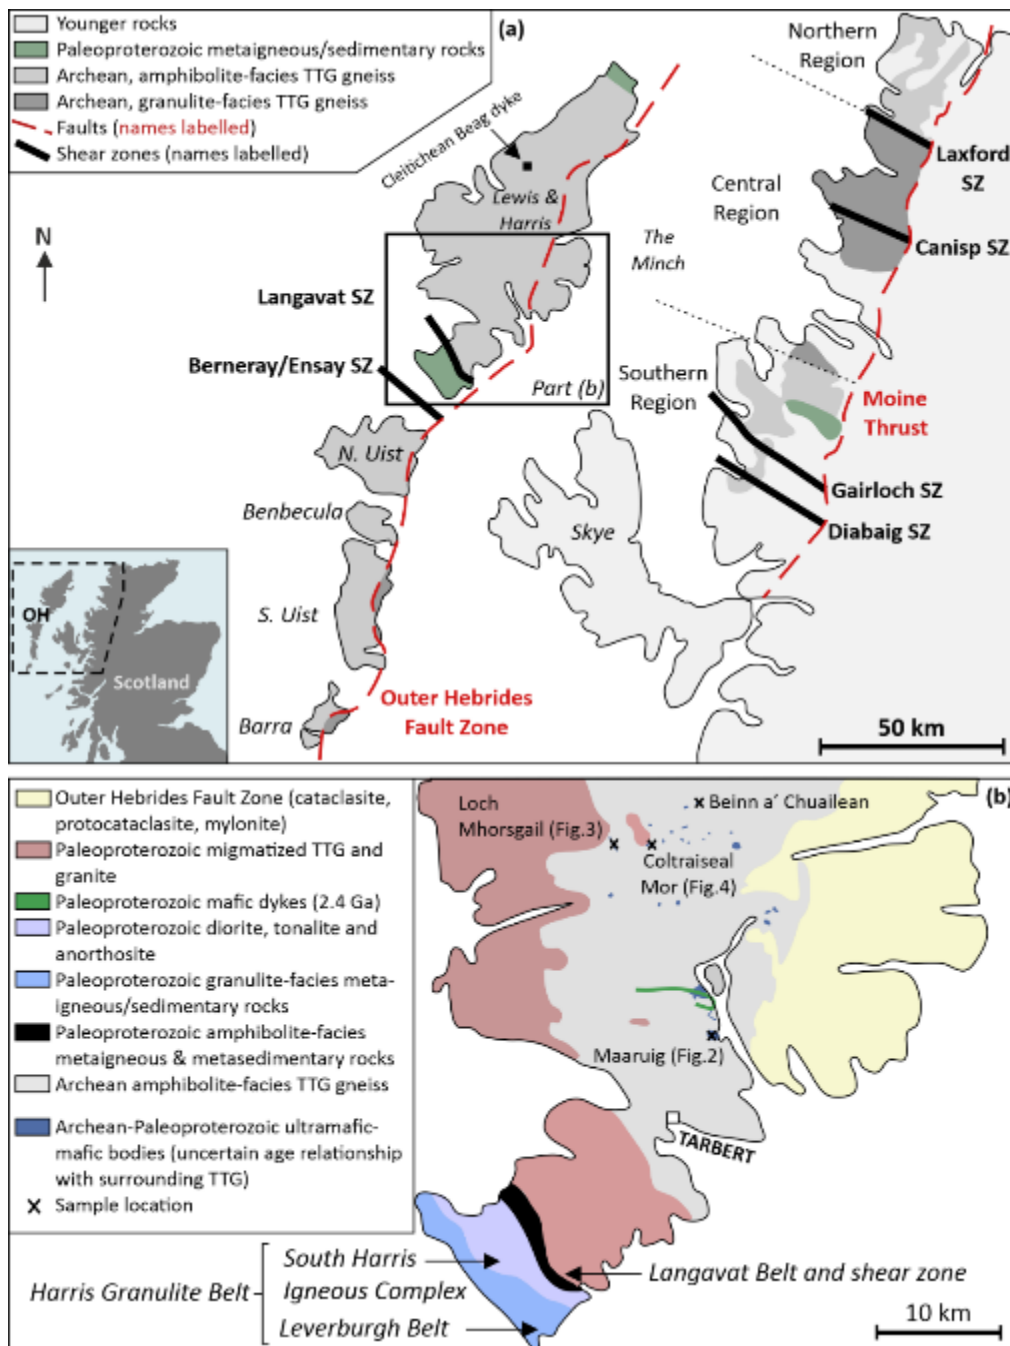 Younger rocks
Paleoproterozoic metaigneous/sedimentary rocks
Archean, amphibolite-facies TTG gneiss
Archean, granulite-facies TTG gneiss
Faults (names labelled)
Shear zones (names labelled)
(a)
Northern
Region
Cleitichean Beag dyke
Lewis &
Harris
Laxford
SZ
Central
Region
The
Minch
Canisp SZ
N
Langavat SZ
Berneray/Ensay SZ
Part (b)
Southern
Region
Moine
Thrust
N. Uist
Gairloch SZ
Benbecula
Skye
Diabaig SZ
OH
S. Uist
Scotland
Outer Hebrides
Fault Zone
Barra
50 km
Outer Hebrides Fault Zone (cataclasite,
protocataclasite, mylonite)
Paleoproterozoic migmatized TTG and
granite
Paleoproterozoic mafic dykes (2.4 Ga)
Paleoproterozoic diorite, tonalite and
anorthosite
Paleoproterozoic granulite-facies meta-
igneous/sedimentary rocks
Paleoproterozoic amphibolite-facies
metaigneous & metasedimentary rocks
Archean amphibolite-facies TTG gneiss
Archean-Paleoproterozoic ultramafic-
mafic bodies (uncertain age relationship
with surrounding TTG)
x Sample location
(b)
Loch
Mhorsgail (Fig.3)
x Beinn a' Chuailean
x
x
Coltraiseal
Mor (Fig.4)
x
Maaruig (Fig.2)
TARBERT
Harris Granulite Belt
South Harris
Igneous Complex
Leverburgh Belt
Langavat Belt and shear zone
10 km